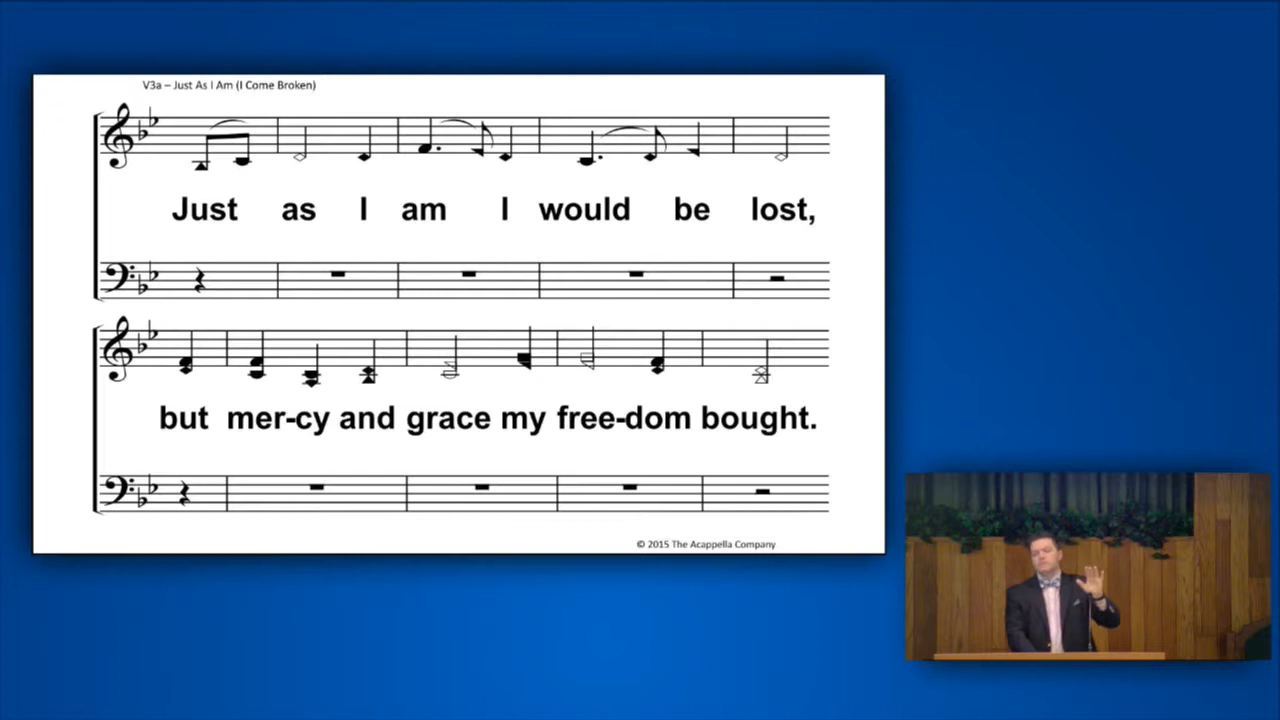 V3a – Just As I Am (I Come Broken)
Just as I am I would be lost,
but mer-cy and grace my free-dom bought.
© 2015 The Acappella Company